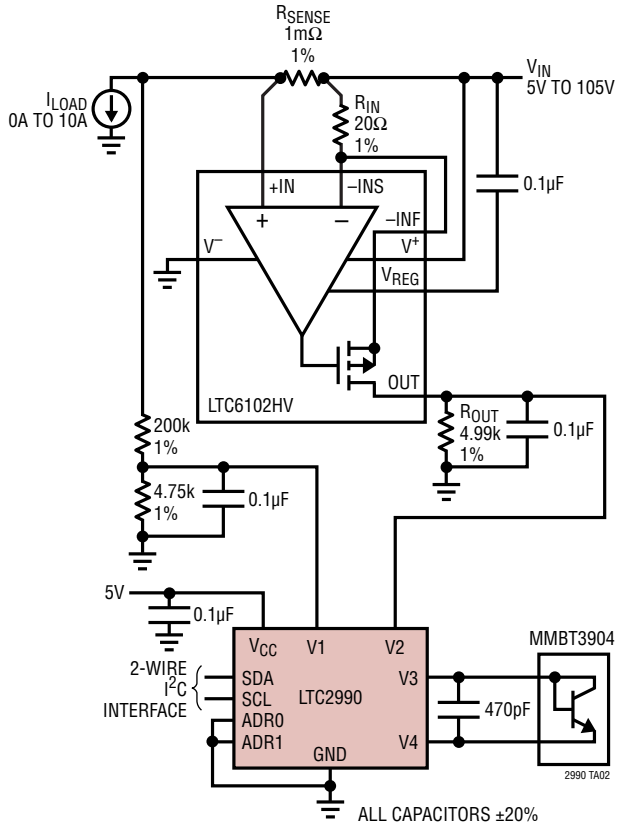 RSENSE
1mΩ
1%
ILOAD
0A TO 10A
RIN
20Ω
1%
VIN
5V TO 105V
0.1µF
+IN
–INS
+
–
–INF
V–
V+
VREG
OUT
LTC6102HV
ROUT
4.99k
1%
0.1µF
200k
1%
4.75k
1%
0.1µF
5V
0.1µF
VCC
V1
V2
2-WIRE
I2C
INTERFACE
SDA
SCL
ADR0
ADR1
LTC2990
GND
V3
V4
470pF
MMBT3904
2990 TA02
ALL CAPACITORS ±20%